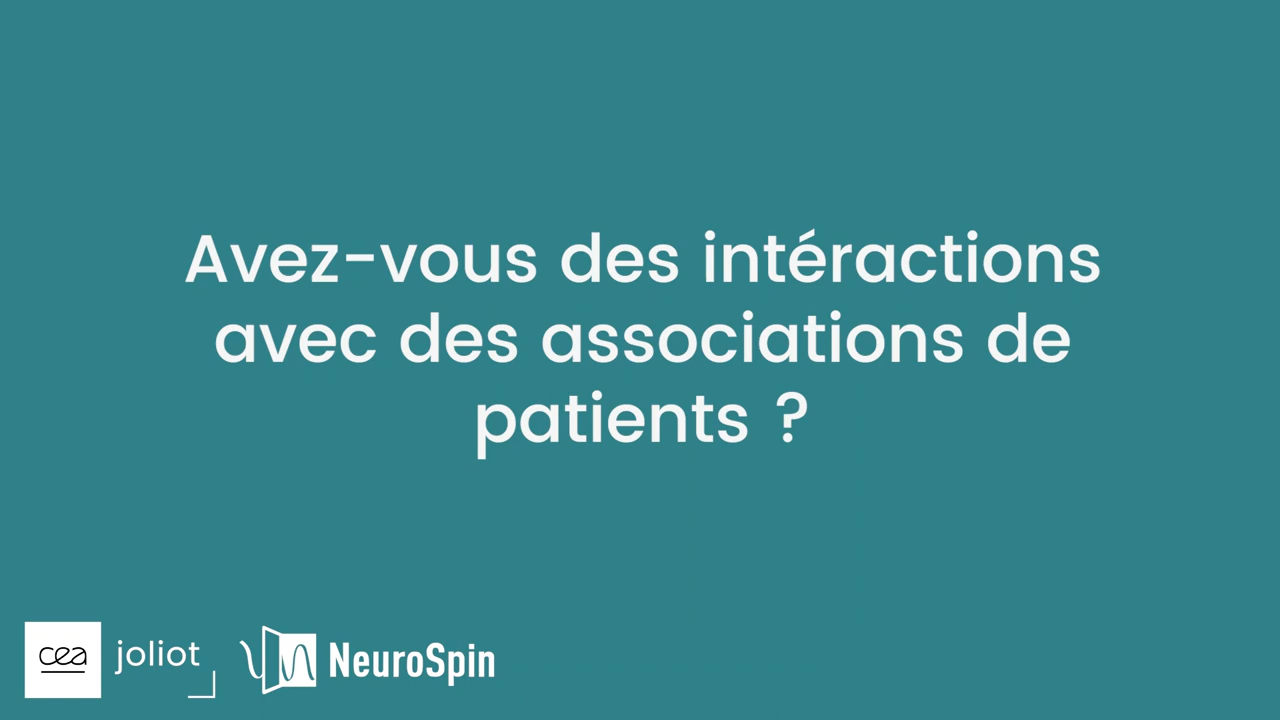 Avez-vous des intéractions
avec des associations de
patients ?
cea joliot NeuroSpin